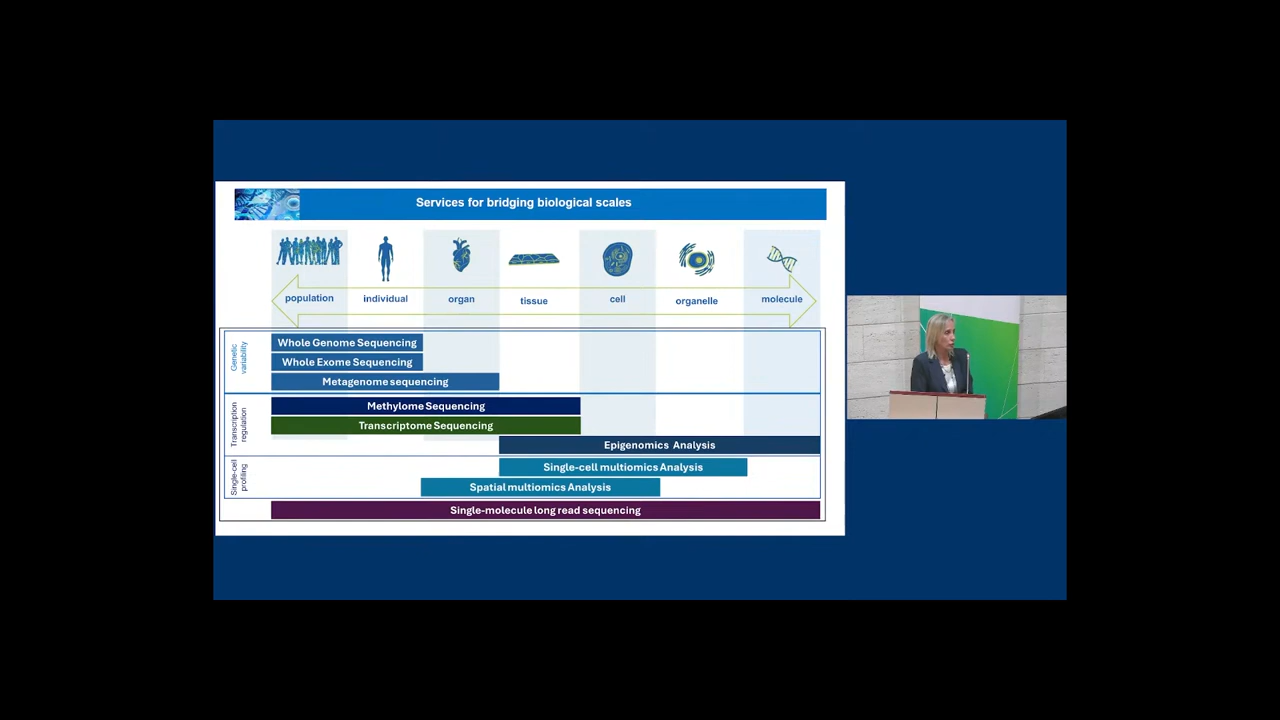 Services for bridging biological scales
population
individual
organ
tissue
cell
organelle
molecule
Genetic
variability
Whole Genome Sequencing
Whole Exome Sequencing
Metagenome sequencing
Transcription
regulation
Methylome Sequencing
Transcriptome Sequencing
Epigenomics Analysis
Single-cell
profiling
Single-cell multiomics Analysis
Spatial multiomics Analysis
Single-molecule long read sequencing